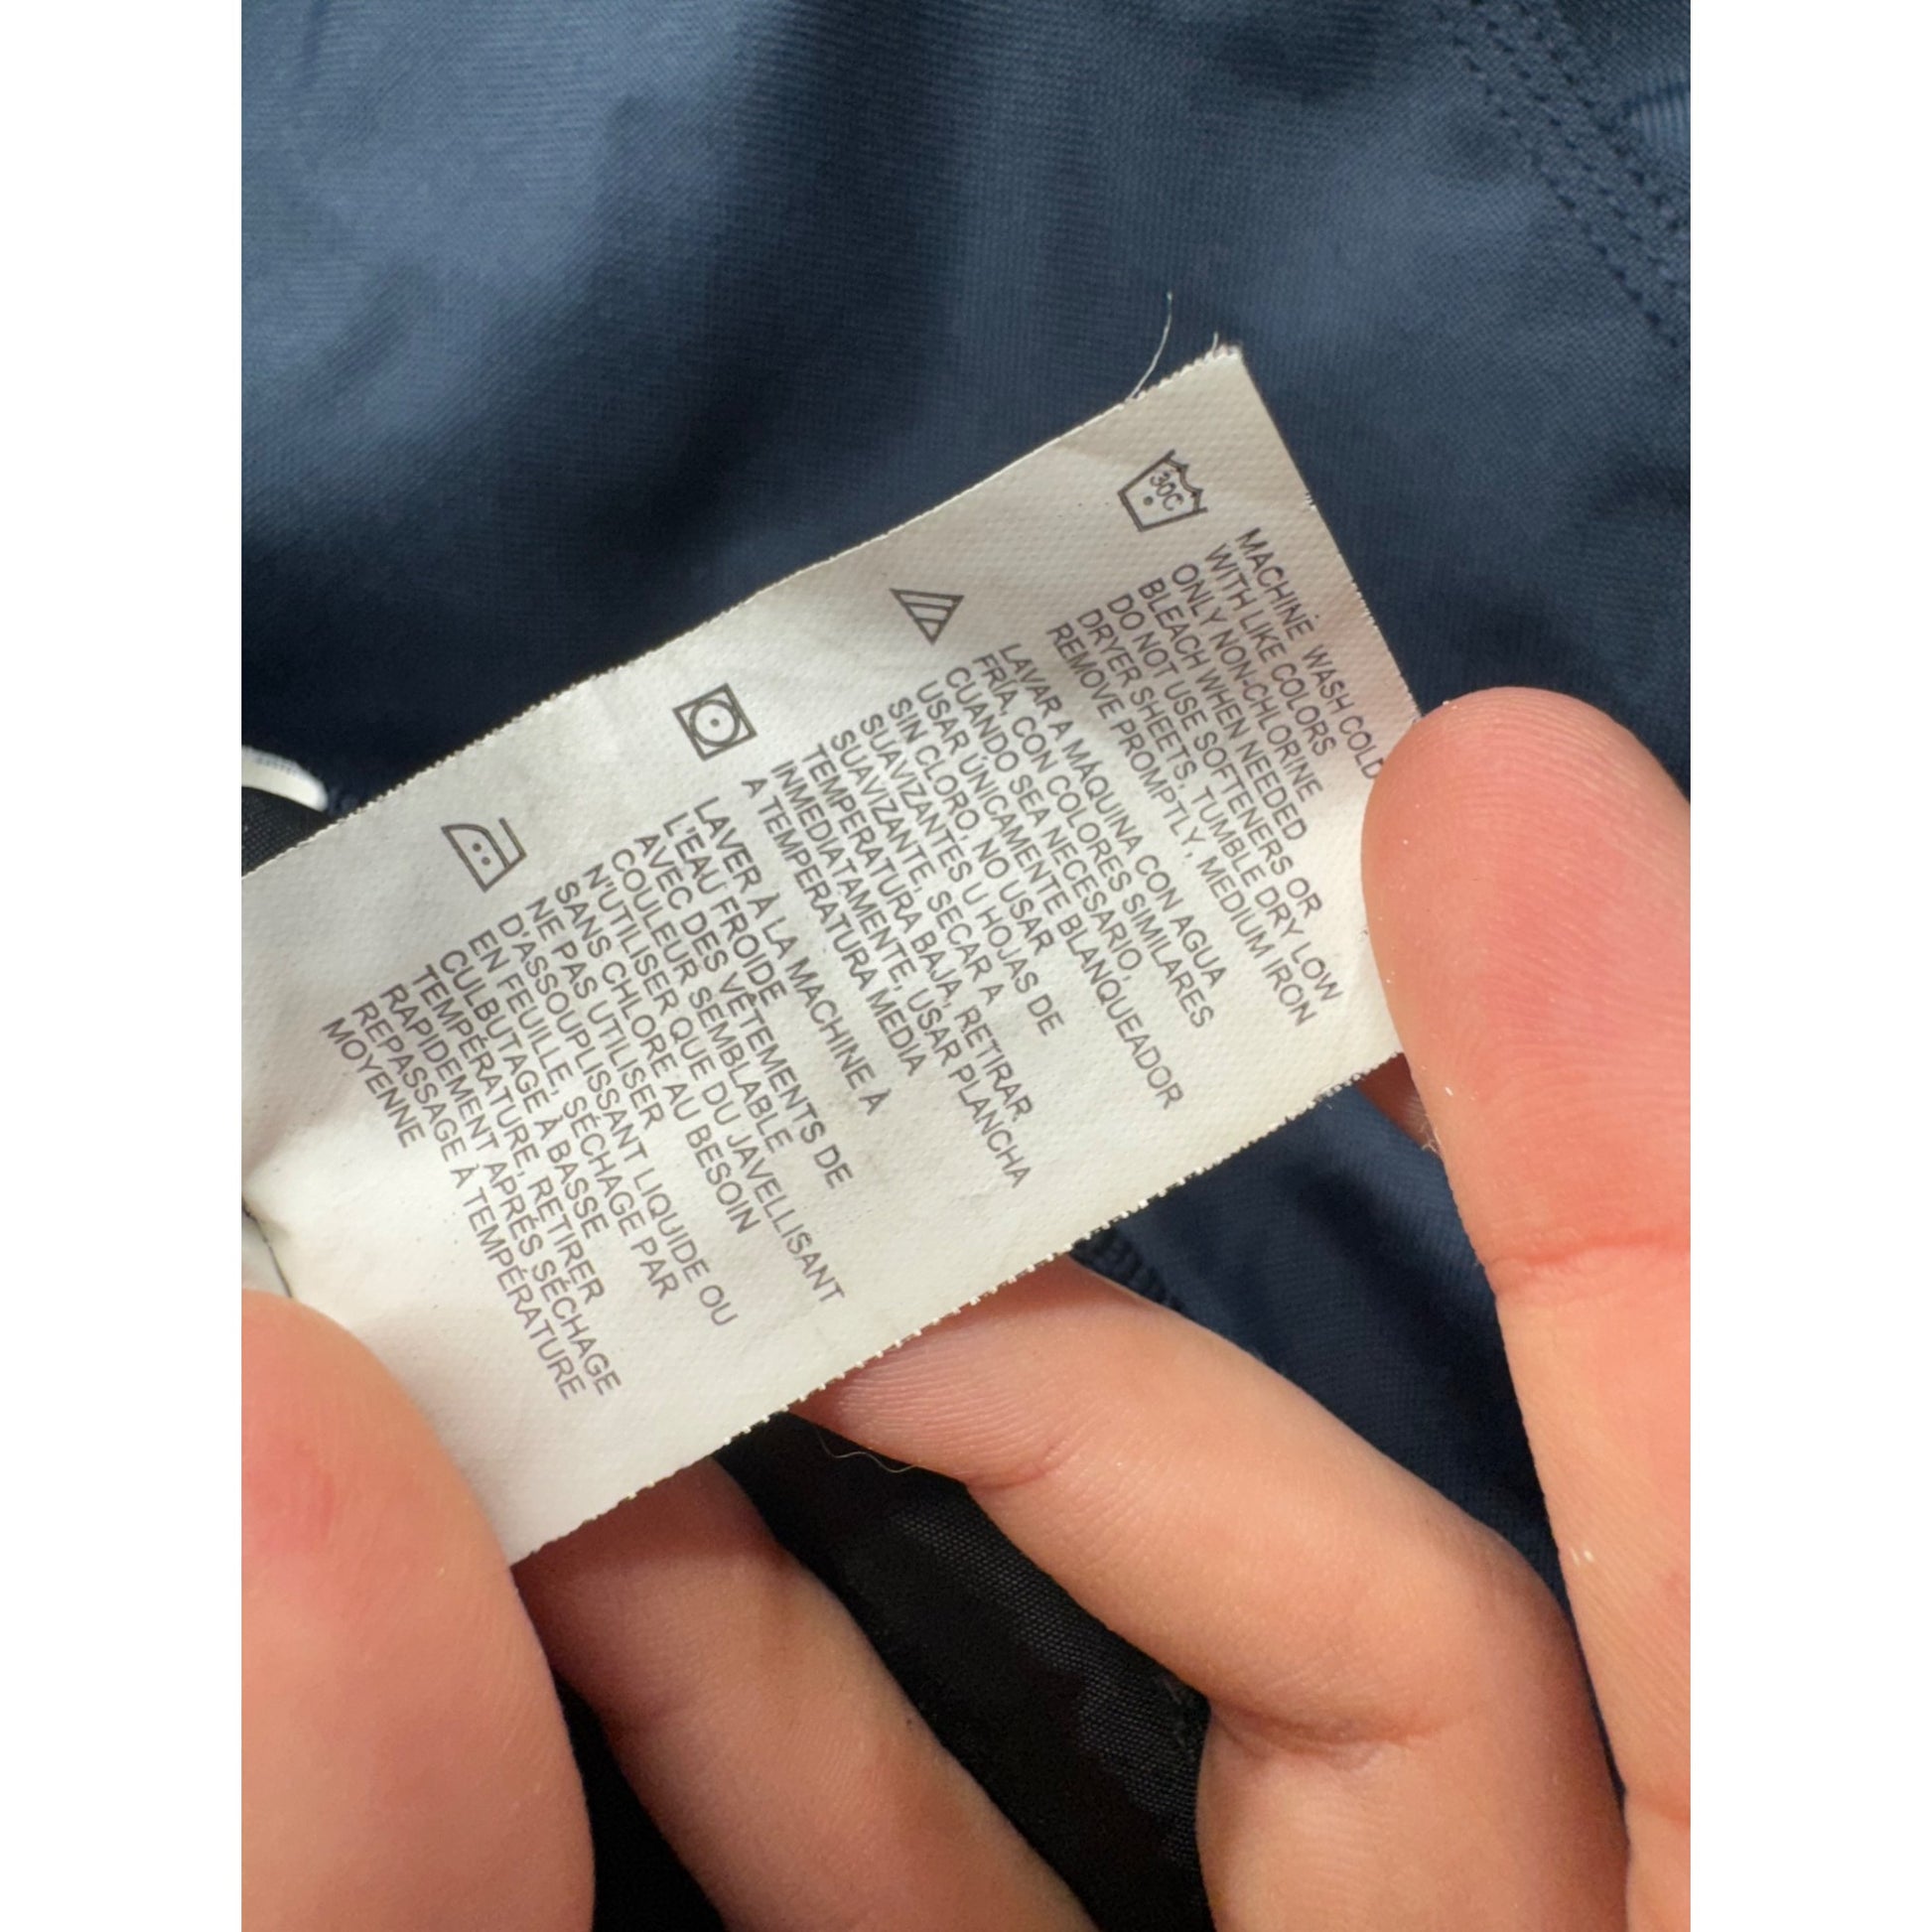 30C
MACHINE WASH COLD
WITH LIKE COLORS
ONLY NON-CHLORINE
BLEACH WHEN NEEDED
DO NOT USE SOFTENERS OR
DRYER SHEETS, TUMBLE DRY LOW
REMOVE PROMPTLY, MEDIUM IRON
LAVAR A MÁQUINA CON AGUA
FRÍA, CON COLORES SIMILARES
CUANDO SEA NECESARIO,
USAR ÚNICAMENTE BLANQUEADOR
SIN CLORO, NO USAR
SUAVIZANTES U HOJAS DE
SUAVIZANTE, SECAR A
TEMPERATURA BAJA, RETIRAR
INMEDIATAMENTE, USAR PLANCHA
A TEMPERATURA MEDIA
LAVER À LA MACHINE À
L'EAU FROIDE
AVEC DES VÊTEMENTS DE
COULEUR SEMBLABLE
N'UTILISER QUE DU JAVELLISANT
SANS CHLORE AU BESOIN
NE PAS UTILISER
D'ASSOUPLISSANT LIQUIDE OU
EN FEUILLE, SÉCHAGE PAR
CULBUTAGE À BASSE
TEMPÉRATURE, RETIRER
RAPIDEMENT APRÉS SÉCHAGE
REPASSAGE À TEMPÉRATURE
MOYENNE